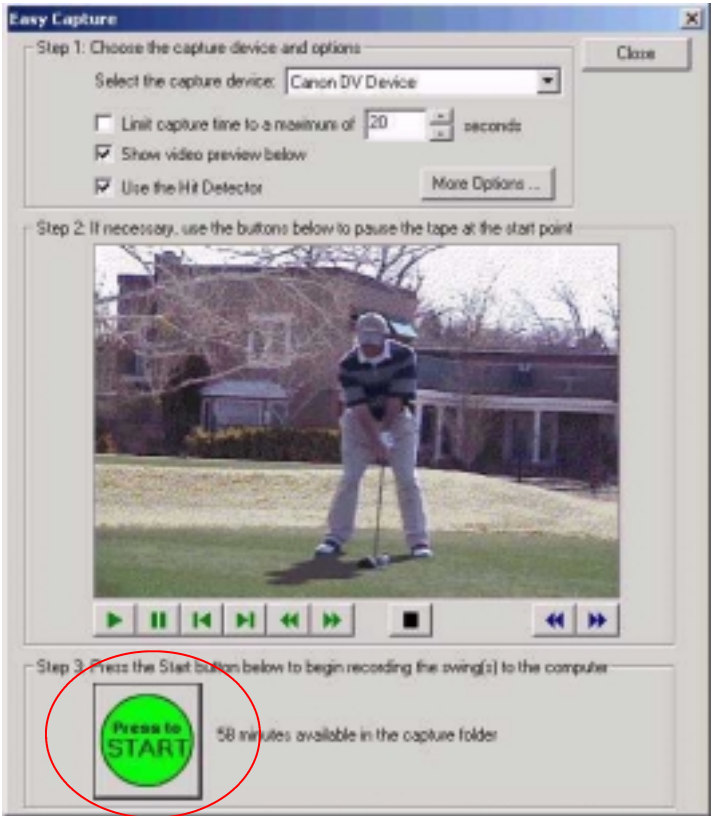 Easy Capture
Step 1: Choose the capture device and options
Close
Select the capture device: Canon DV Device
Limit capture time to a maximum of 20 seconds
Show video preview below
Use the Hit Detector
More Options ...
Step 2: If necessary, use the buttons below to pause the tape at the start point
Step 3: Press the Start button below to begin recording the swing(s) to the computer
Press to
START
58 minutes available in the capture folder